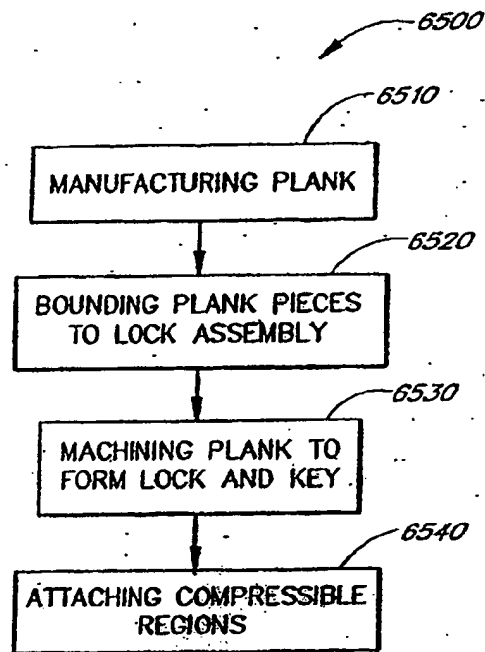 6500
6510
MANUFACTURING PLANK
6520
BOUNDING PLANK PIECES
TO LOCK ASSEMBLY
6530
MACHINING PLANK TO
FORM LOCK AND KEY
6540
ATTACHING COMPRESSIBLE
REGIONS